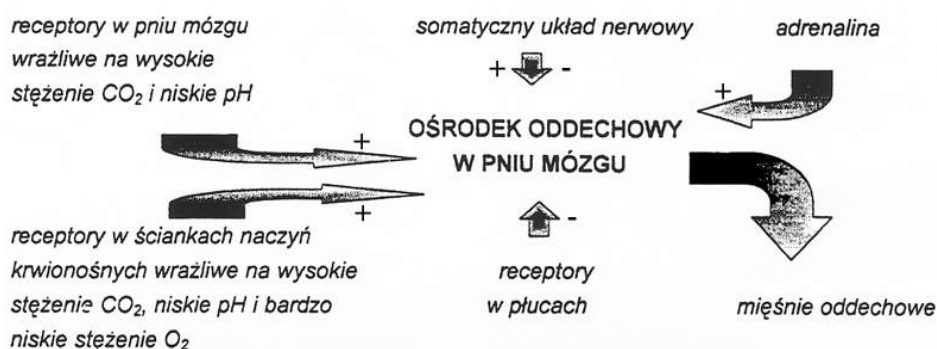 receptory w pniu mózgu
wrażliwe na wysokie
stężenie CO₂ i niskie pH
somatyczny układ nerwowy
adrenalina
+ -
+
+
OŚRODEK ODDECHOWY
W PNIU MÓZGU
+
-
receptory w ściankach naczyń
krwionośnych wrażliwe na wysokie
stężenie CO₂, niskie pH i bardzo
niskie stężenie O₂
receptory
w płucach
mięśnie oddechowe